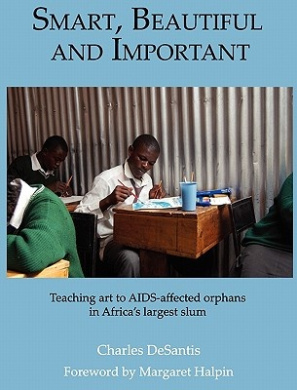 SMART, BEAUTIFUL
AND IMPORTANT
Teaching art to AIDS-affected orphans
in Africa's largest slum
Charles DeSantis
Foreword by Margaret Halpin